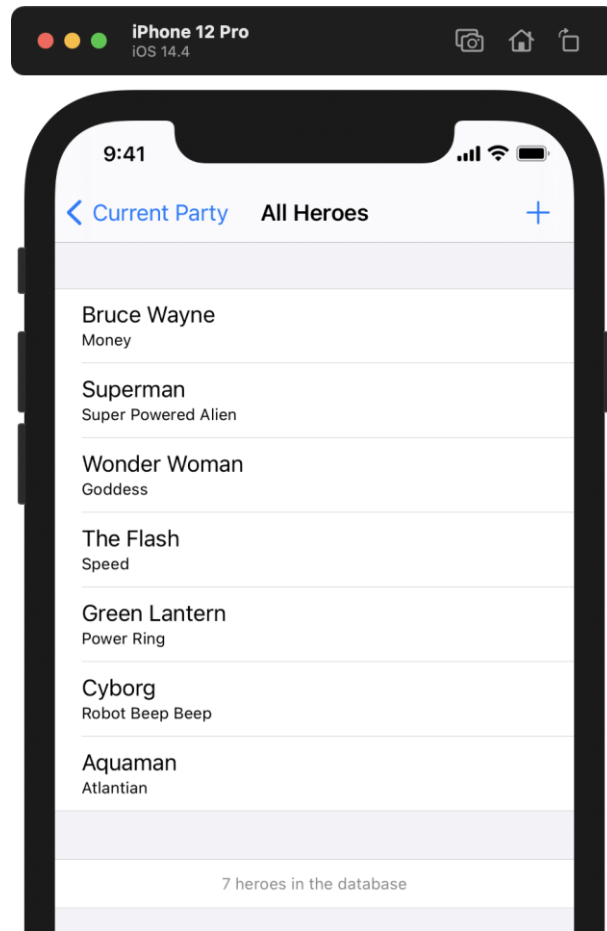 iPhone 12 Pro
iOS 14.4
9:41
Current Party All Heroes
Bruce Wayne
Money
Superman
Super Powered Alien
Wonder Woman
Goddess
The Flash
Speed
Green Lantern
Power Ring
Cyborg
Robot Beep Beep
Aquaman
Atlantian
7 heroes in the database